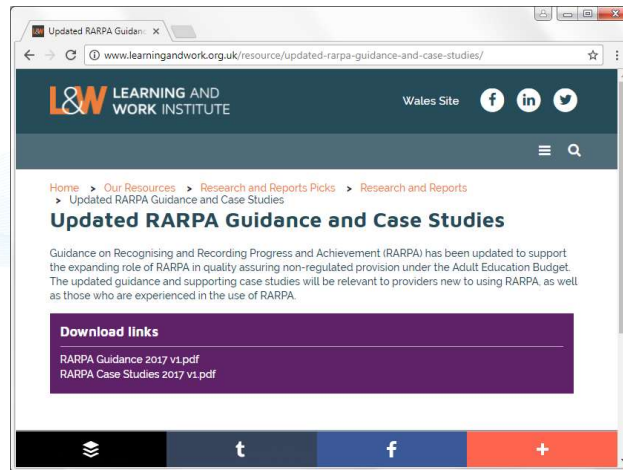 Updated RARPA Guidanc
www.learningandwork.org.uk/resource/updated-rarpa-guidance-and-case-studies/
L&W LEARNING AND
WORK INSTITUTE
Wales Site
Home > Our Resources > Research and Reports Picks > Research and Reports
> Updated RARPA Guidance and Case Studies
Updated RARPA Guidance and Case Studies
Guidance on Recognising and Recording Progress and Achievement (RARPA) has been updated to support
the expanding role of RARPA in quality assuring non-regulated provision under the Adult Education Budget.
The updated guidance and supporting case studies will be relevant to providers new to using RARPA, as well
as those who are experienced in the use of RARPA.
Download links
RARPA Guidance 2017 v1.pdf
RARPA Case Studies 2017 v1.pdf